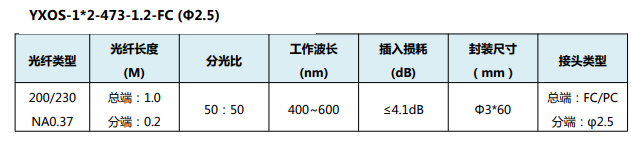 YXOS-1*2-473-1.2-FC (Φ2.5)
光纤类型 光纤长度 (M) 分光比 工作波长 (nm) 插入损耗 (dB) 封装尺寸 (mm) 接头类型
200/230 总端：1.0 50：50 400~600 ≤4.1dB Φ3*60 总端：FC/PC
NA0.37 分端：0.2 分端：φ2.5